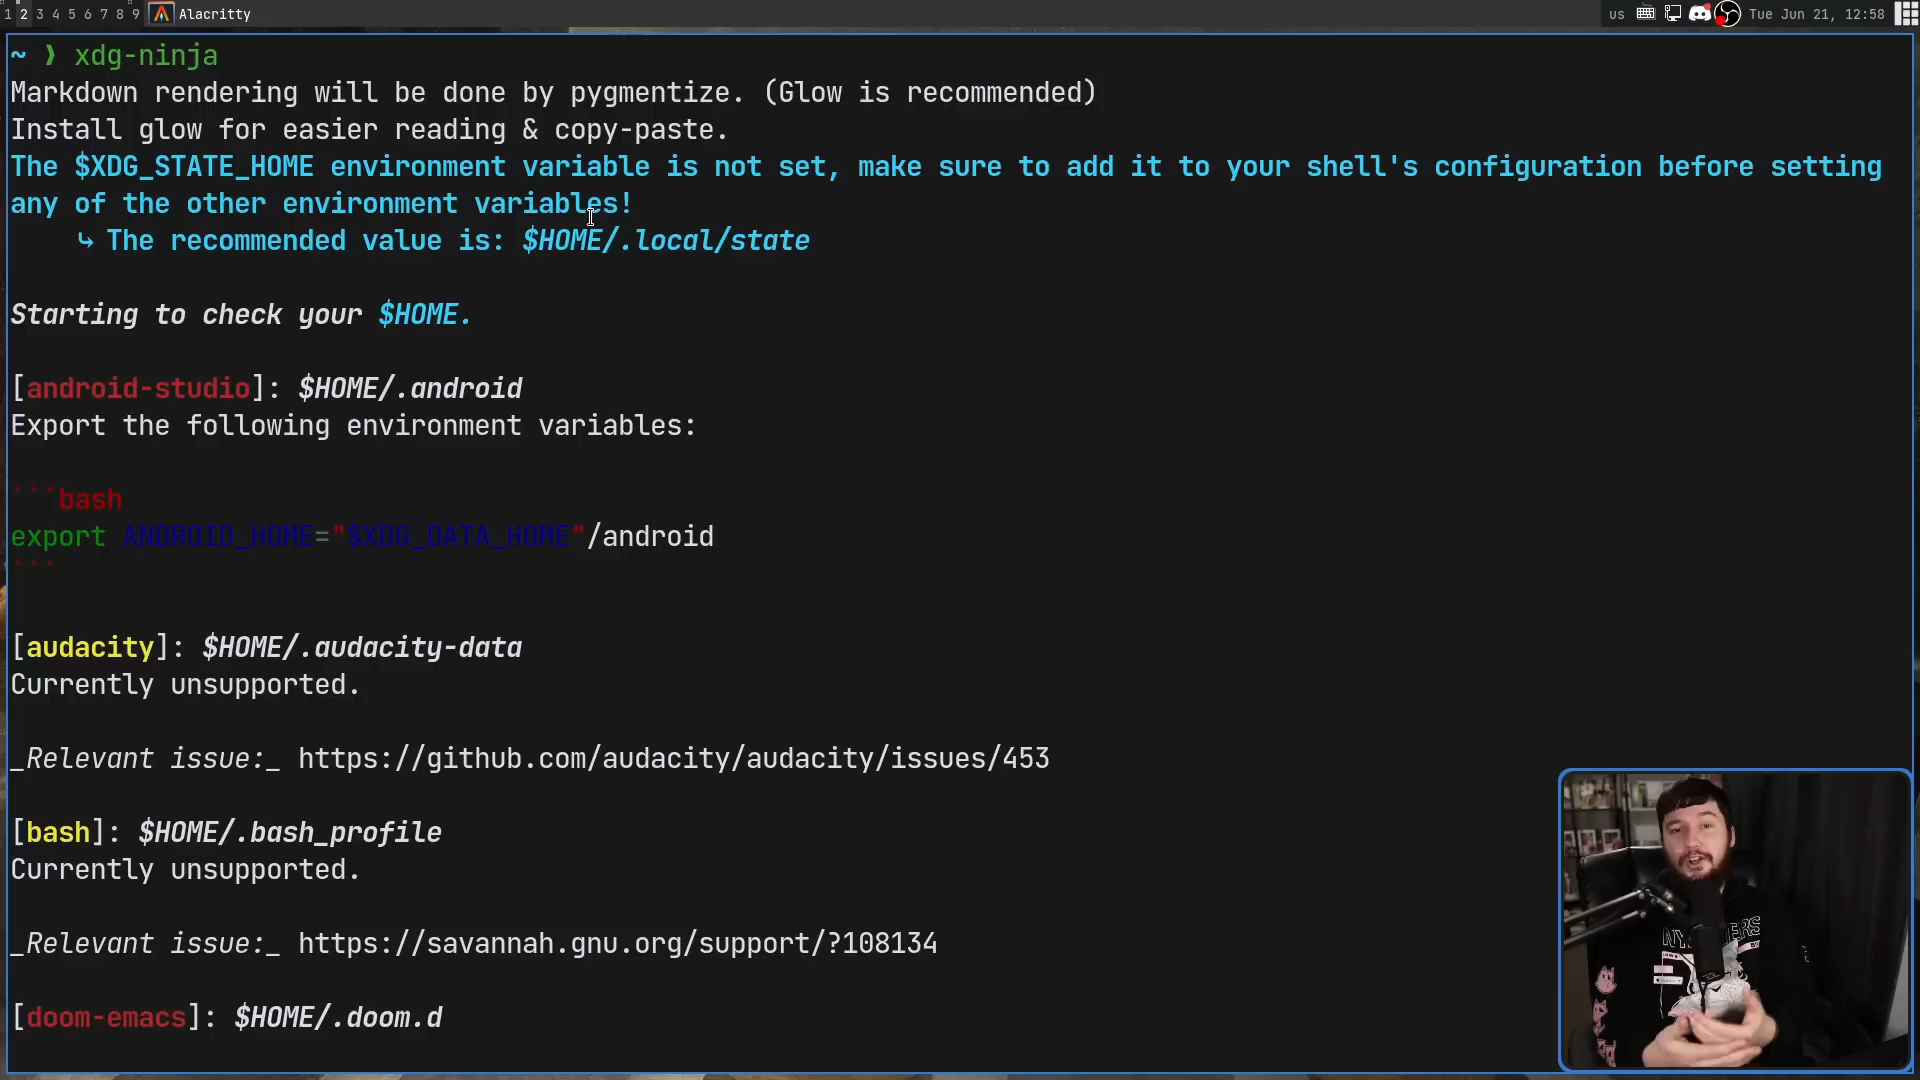 1 2 3 4 5 6 7 8 9 Alacritty us Tue Jun 21, 12:58
~ ❯ xdg-ninja
Markdown rendering will be done by pygmentize. (Glow is recommended)
Install glow for easier reading & copy-paste.
The $XDG_STATE_HOME environment variable is not set, make sure to add it to your shell's configuration before setting
any of the other environment variables!
↳ The recommended value is: $HOME/.local/state
Starting to check your $HOME.
[android-studio]: $HOME/.android
Export the following environment variables:
```bash
export ANDROID_HOME="$XDG_DATA_HOME"/android
```
[audacity]: $HOME/.audacity-data
Currently unsupported.
_Relevant issue:_ https://github.com/audacity/audacity/issues/453
[bash]: $HOME/.bash_profile
Currently unsupported.
_Relevant issue:_ https://savannah.gnu.org/support/?108134
[doom-emacs]: $HOME/.doom.d